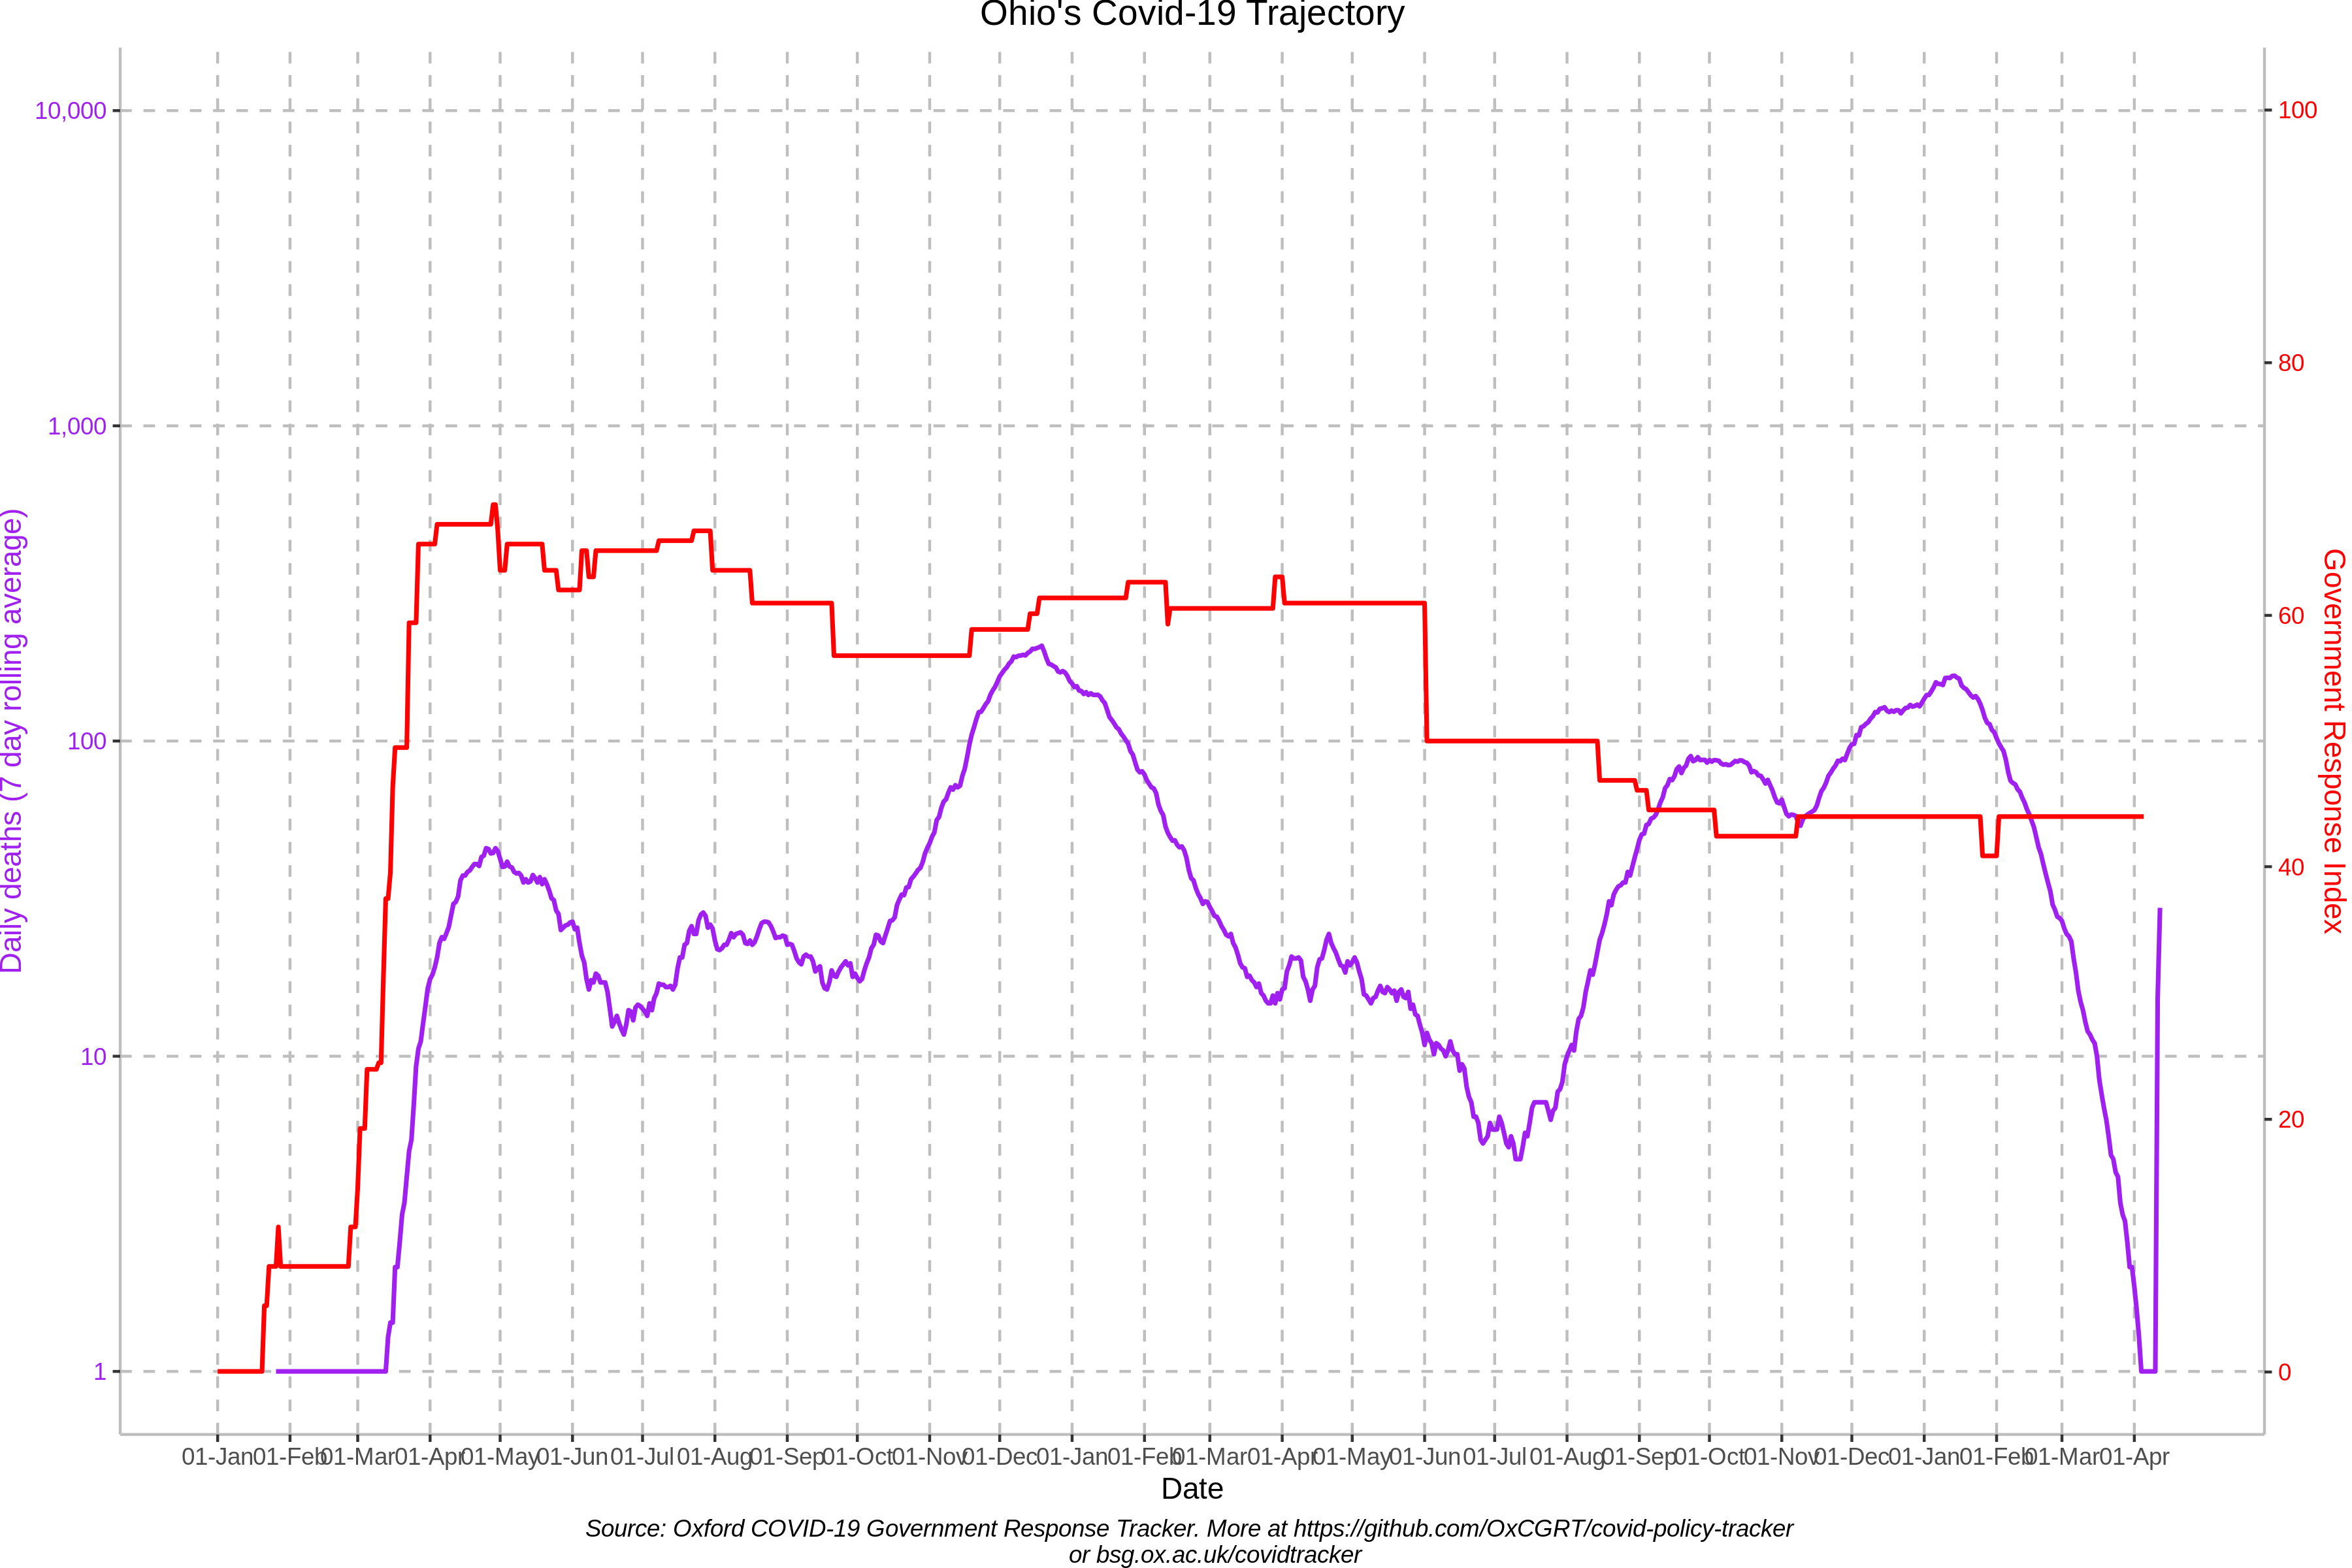 Ohio's Covid-19 Trajectory
10,000
1,000
100
10
1
Daily deaths (7 day rolling average)
100
80
60
40
20
0
Government Response Index
01-Jan 01-Feb 01-Mar 01-Apr 01-May 01-Jun 01-Jul 01-Aug 01-Sep 01-Oct 01-Nov 01-Dec 01-Jan 01-Feb 01-Mar 01-Apr 01-May 01-Jun 01-Jul 01-Aug 01-Sep 01-Oct 01-Nov 01-Dec 01-Jan 01-Feb 01-Mar 01-Apr
Date
Source: Oxford COVID-19 Government Response Tracker. More at https://github.com/OxCGRT/covid-policy-tracker
or bsg.ox.ac.uk/covidtracker